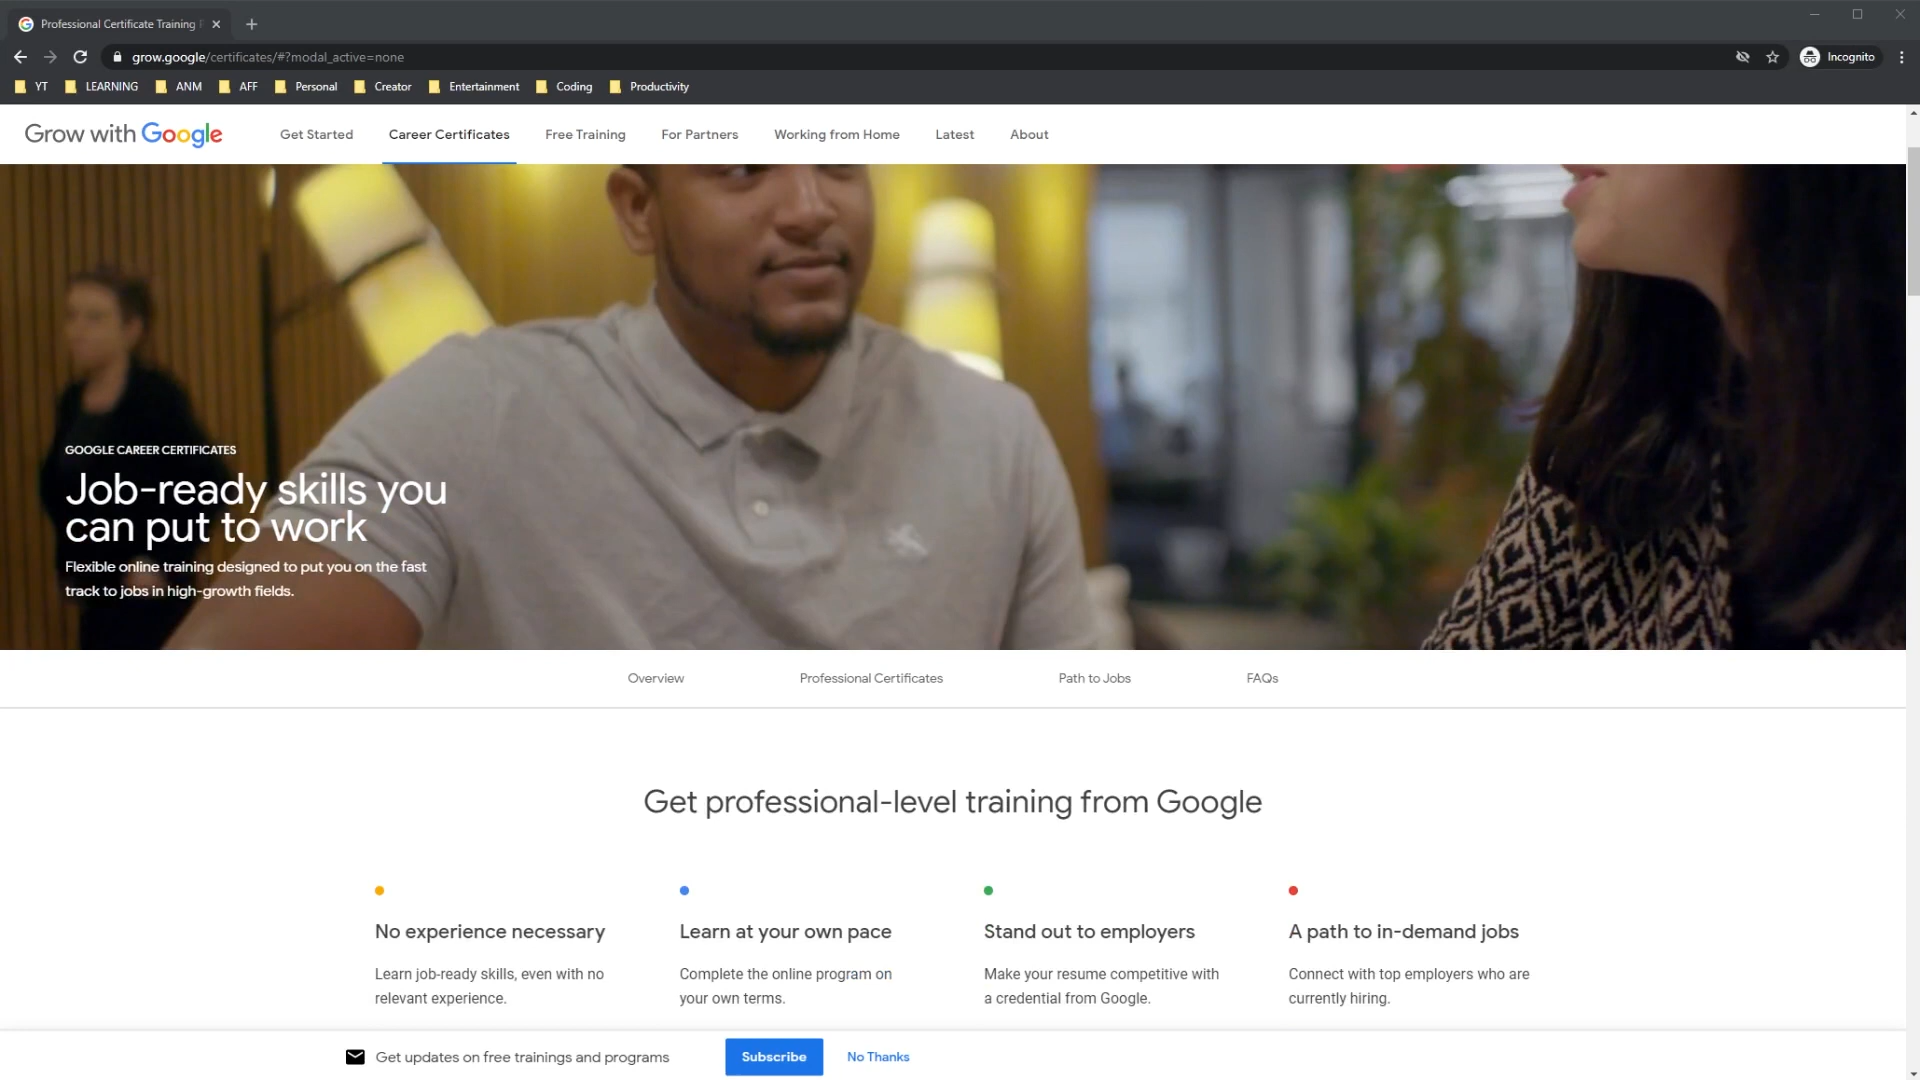 Professional Certificate Training
grow.google/certificates/#?modal_active=none
Incognito
YT LEARNING ANM AFF Personal Creator Entertainment Coding Productivity
Grow with Google Get Started Career Certificates Free Training For Partners Working from Home Latest About
GOOGLE CAREER CERTIFICATES
Job-ready skills you
can put to work
Flexible online training designed to put you on the fast
track to jobs in high-growth fields.
Overview Professional Certificates Path to Jobs FAQs
Get professional-level training from Google
No experience necessary
Learn job-ready skills, even with no
relevant experience.
Learn at your own pace
Complete the online program on
your own terms.
Stand out to employers
Make your resume competitive with
a credential from Google.
A path to in-demand jobs
Connect with top employers who are
currently hiring.
Get updates on free trainings and programs Subscribe No Thanks